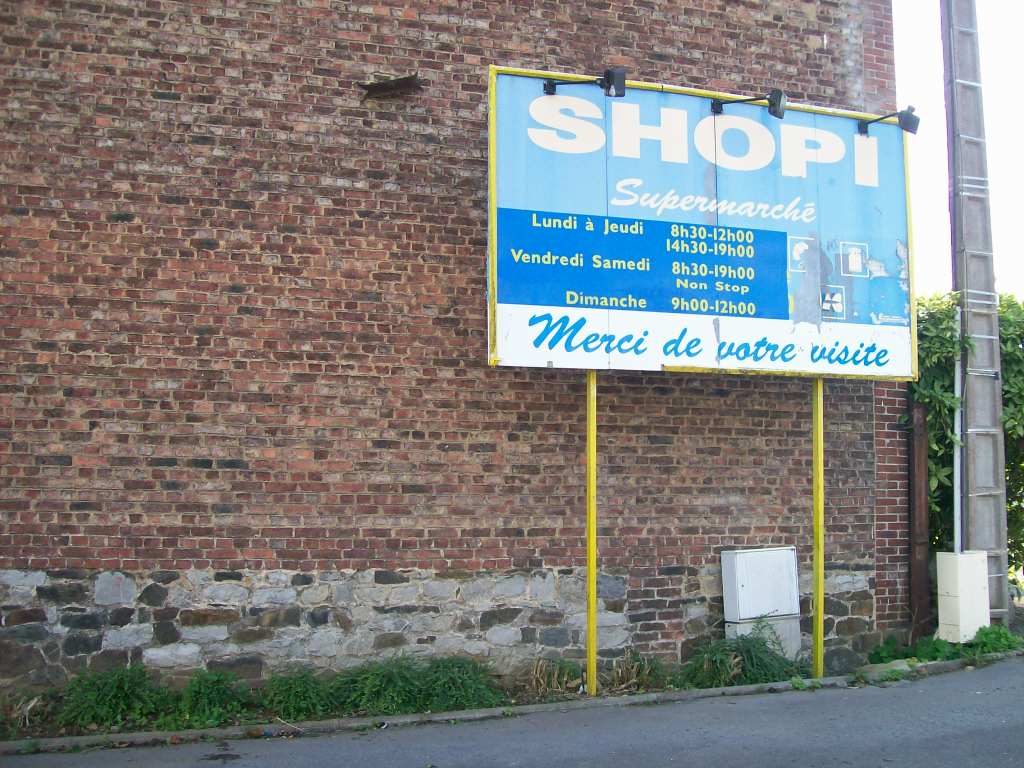 SHOPI
Supermarché
Lundi à Jeudi 8h30-12h00
14h30-19h00
Vendredi Samedi 8h30-19h00
Non Stop
Dimanche 9h00-12h00
Merci de votre visite